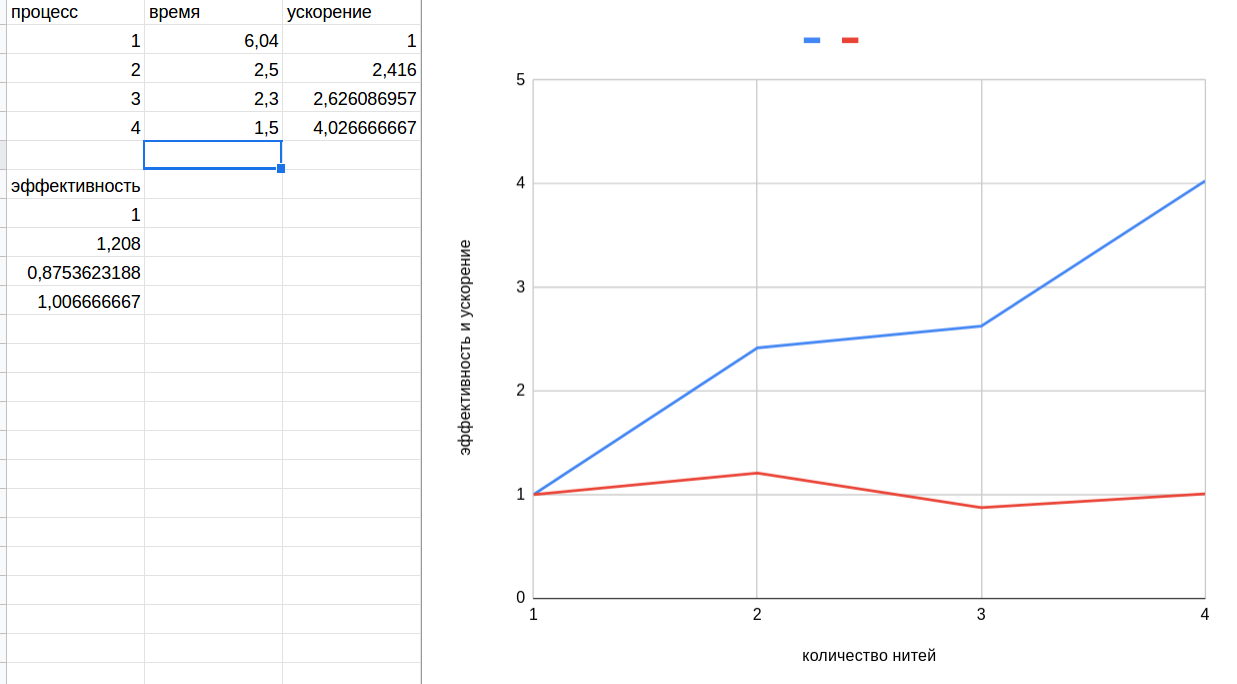 процесс время ускорение
1 6,04 1
2 2,5 2,416
3 2,3 2,626086957
4 1,5 4,026666667
эффективность
1
1,208
0,8753623188
1,006666667
эффективность и ускорение
5
4
3
2
1
0
1 2 3 4
количество нитей